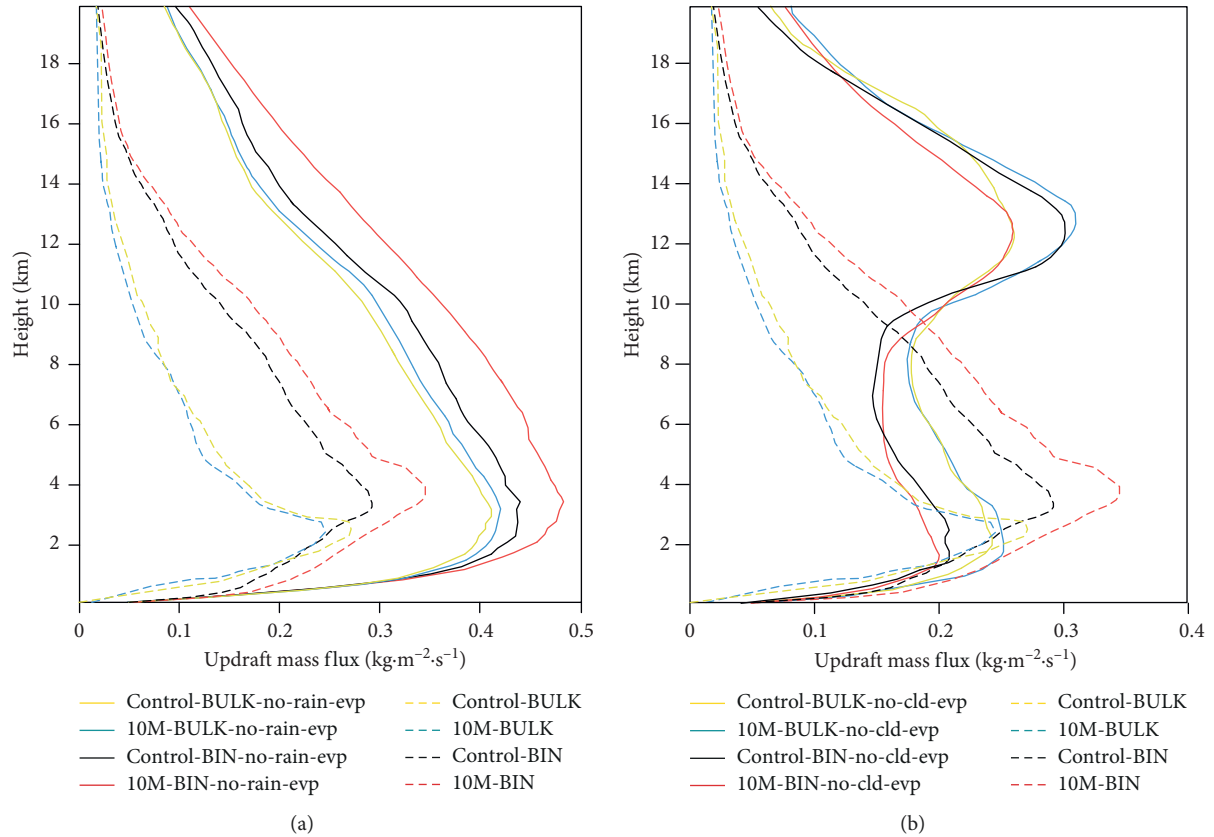 18
16
14
12
10
8
6
4
2
Height (km)
0
0.1
0.2
0.3
0.4
0.5
Updraft mass flux (kg·m⁻²·s⁻¹)
Control-BULK-no-rain-evp
10M-BULK-no-rain-evp
Control-BIN-no-rain-evp
10M-BIN-no-rain-evp
Control-BULK
10M-BULK
Control-BIN
10M-BIN
(a)
18
16
14
12
10
8
6
4
2
Height (km)
0
0.1
0.2
0.3
0.4
Updraft mass flux (kg·m⁻²·s⁻¹)
Control-BULK-no-cld-evp
10M-BULK-no-cld-evp
Control-BIN-no-cld-evp
10M-BIN-no-cld-evp
Control-BULK
10M-BULK
Control-BIN
10M-BIN
(b)